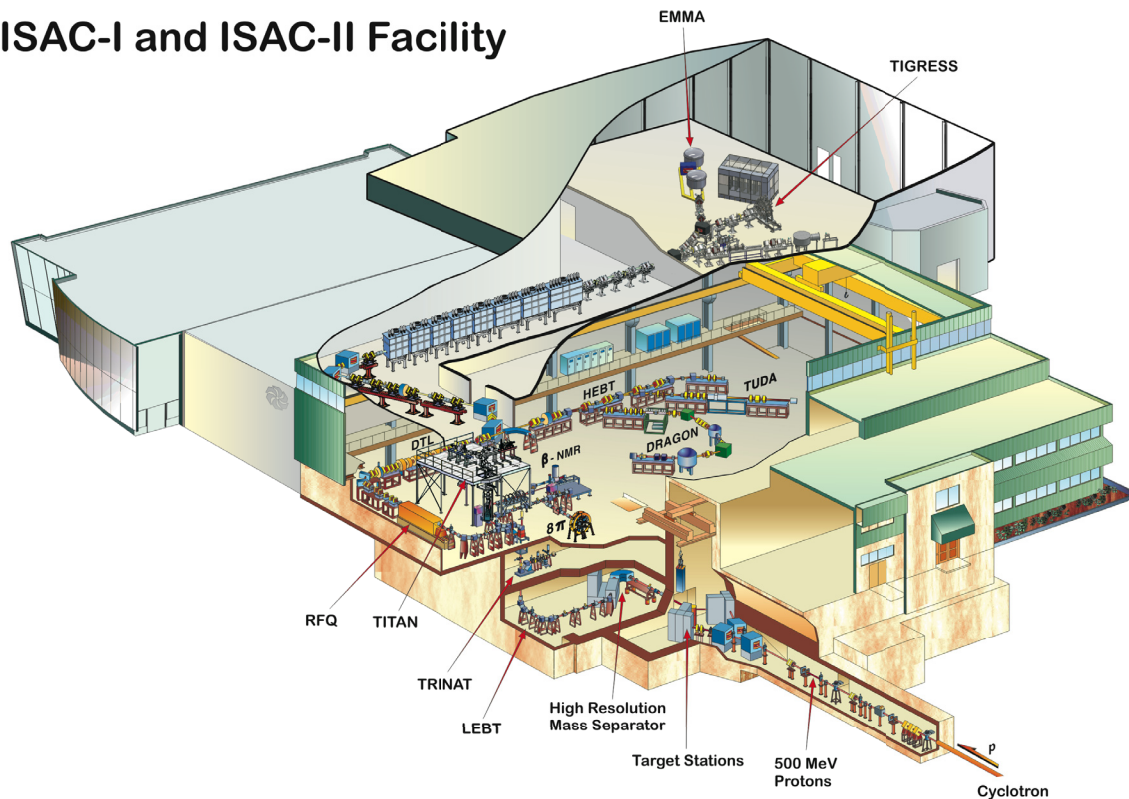 ISAC-I and ISAC-II Facility
EMMA
TIGRESS
HEBT
TUDA
DTL
DRAGON
β-NMR
8π
RFQ
TITAN
TRINAT
LEBT
High Resolution
Mass Separator
Target Stations
500 MeV
Protons
p
Cyclotron